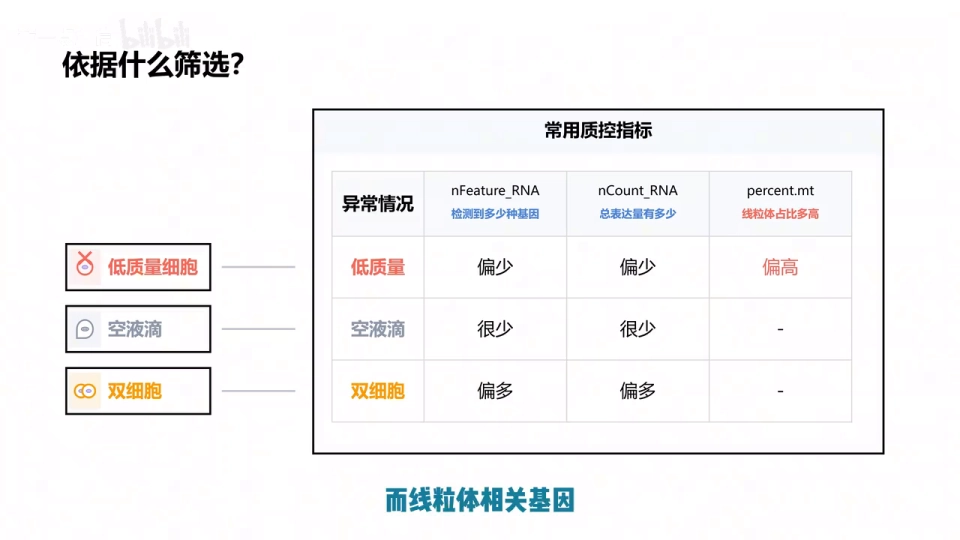 bilibili
依据什么筛选?
常用质控指标
异常情况 nFeature_RNA nCount_RNA percent.mt
检测到多少种基因 总表达量有多少 线粒体占比多高
低质量细胞 低质量 偏少 偏少 偏高
空液滴 空液滴 很少 很少 -
双细胞 双细胞 偏多 偏多 -
而线粒体相关基因